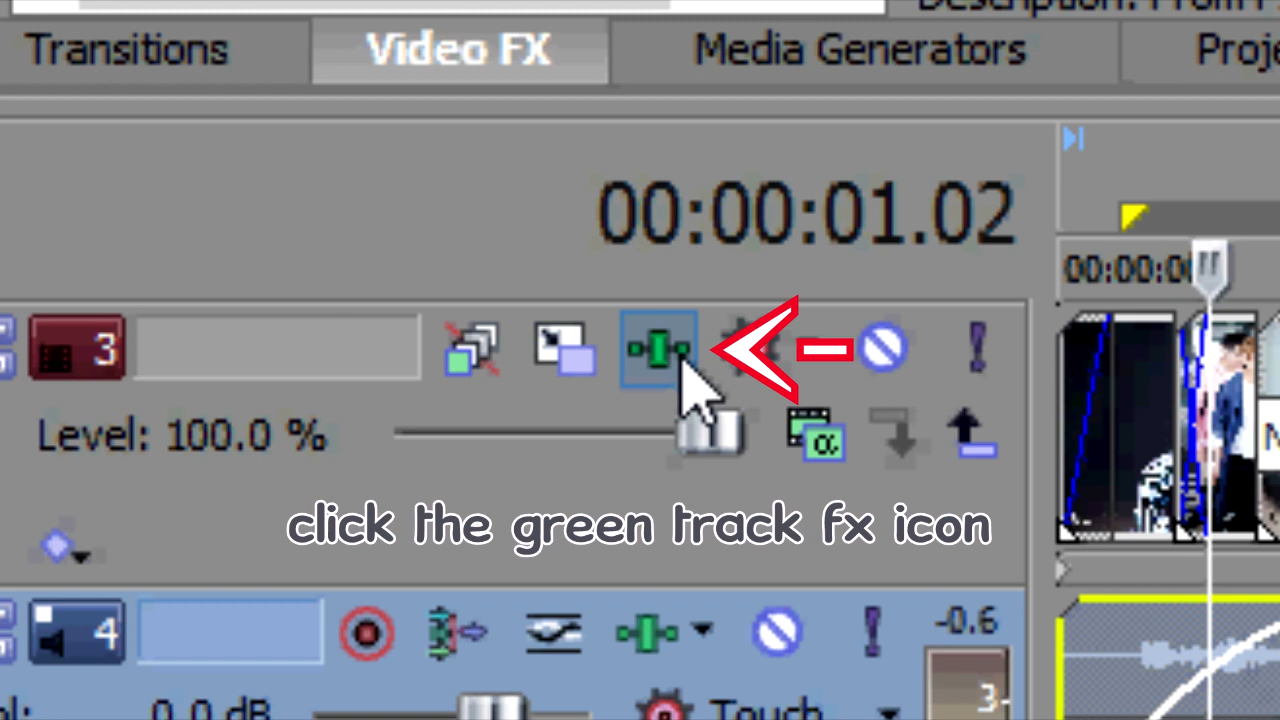 Transitions Video FX Media Generators
00:00:01.02
3
Level: 100.0 %
α
click the green track fx icon
4 -0.6
0.0 dB Touch 3